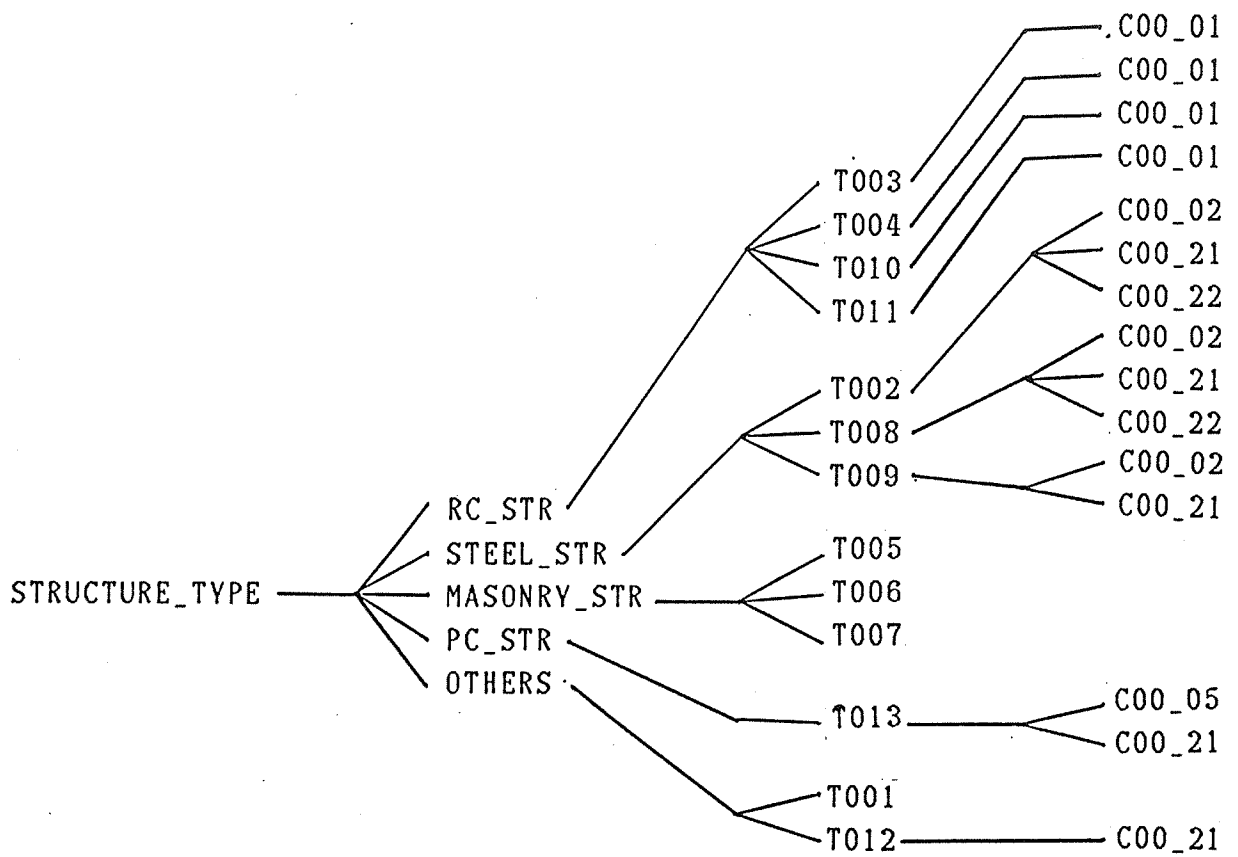 STRUCTURE_TYPE
RC_STR
STEEL_STR
MASONRY_STR
PC_STR
OTHERS
T003
T004
T010
T011
T002
T008
T009
T005
T006
T007
T013
T001
T012
C00_01
C00_01
C00_01
C00_01
C00_02
C00_21
C00_22
C00_02
C00_21
C00_22
C00_02
C00_21
C00_05
C00_21
C00_21